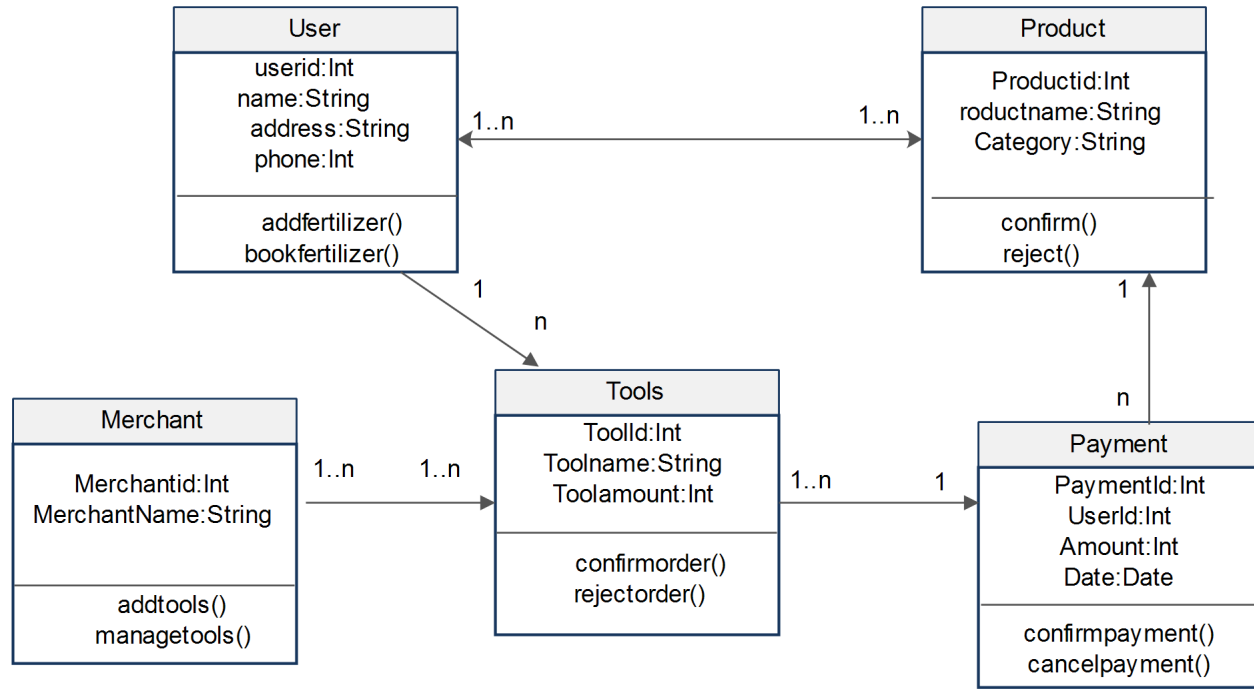 User
userid:Int
name:String
address:String
phone:Int
addfertilizer()
bookfertilizer()
1..n
1..n
Product
Productid:Int
roductname:String
Category:String
confirm()
reject()
1
n
1
n
Merchant
Merchantid:Int
MerchantName:String
addtools()
managetools()
1..n
1..n
Tools
ToolId:Int
Toolname:String
Toolamount:Int
confirmorder()
rejectorder()
1..n
1
Payment
PaymentId:Int
UserId:Int
Amount:Int
Date:Date
confirmpayment()
cancelpayment()